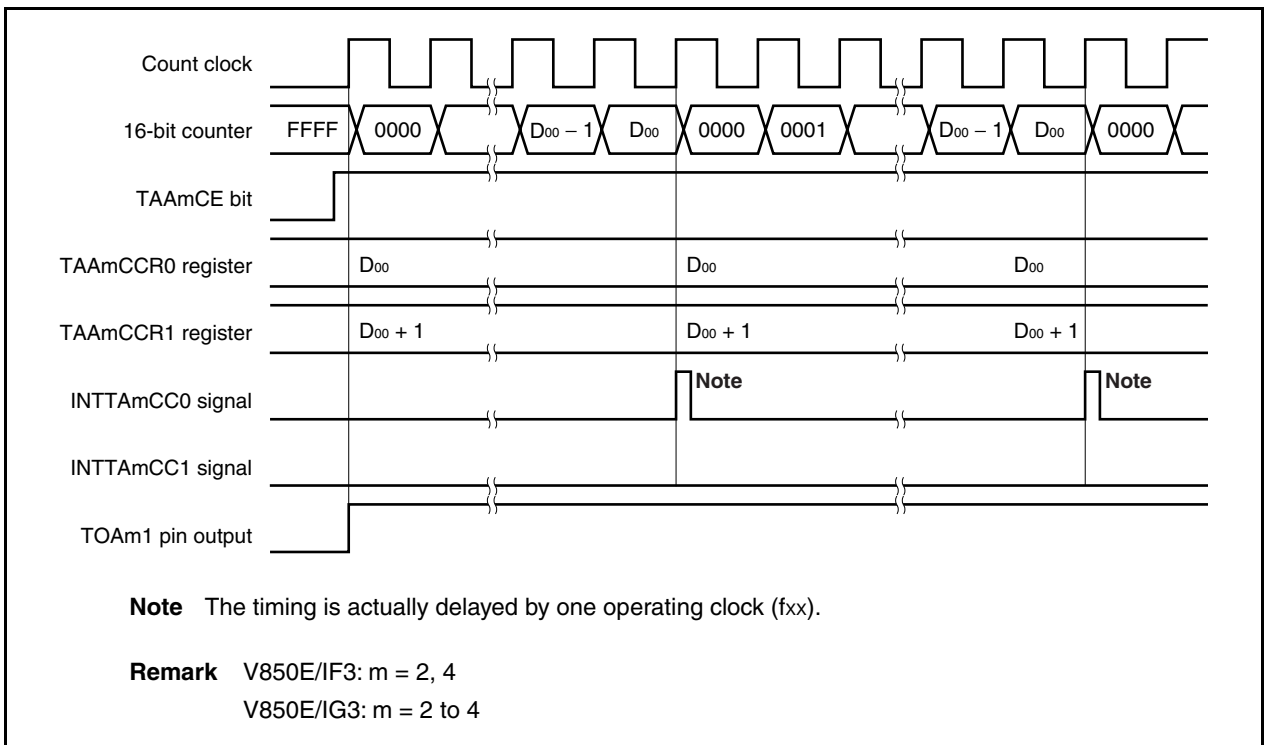 Count clock
16-bit counter FFFF 0000 D00 − 1 D00 0000 0001 D00 − 1 D00 0000
TAAmCE bit
TAAmCCR0 register D00 D00 D00
TAAmCCR1 register D00 + 1 D00 + 1 D00 + 1
INTTAmCC0 signal Note Note
INTTAmCC1 signal
TOAm1 pin output
Note The timing is actually delayed by one operating clock (fxx).
Remark V850E/IF3: m = 2, 4
V850E/IG3: m = 2 to 4